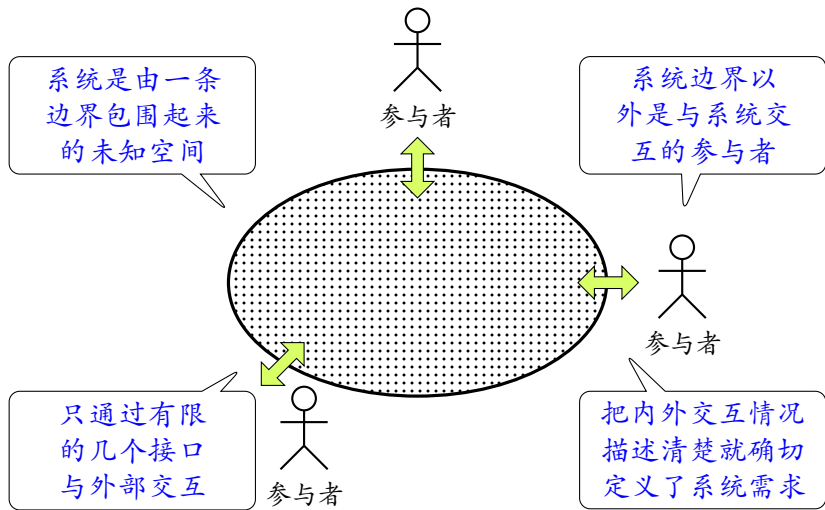 参与者
系统是由一条
边界包围起来
的未知空间
系统边界以
外是与系统交
互的参与者
参与者
只通过有限
的几个接口
与外部交互
参与者
把内外交互情况
描述清楚就确切
定义了系统需求